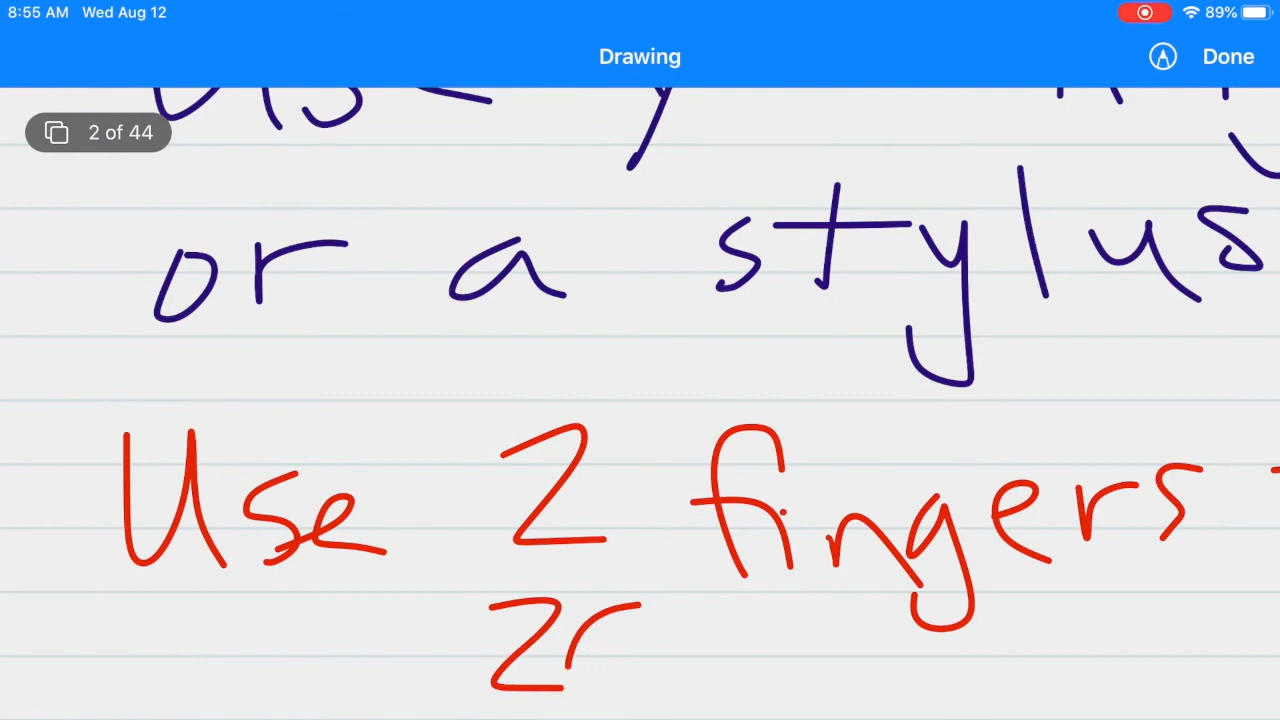 8:55 AM Wed Aug 12 89%
Drawing Done
2 of 44
or a stylus
Use 2 fingers